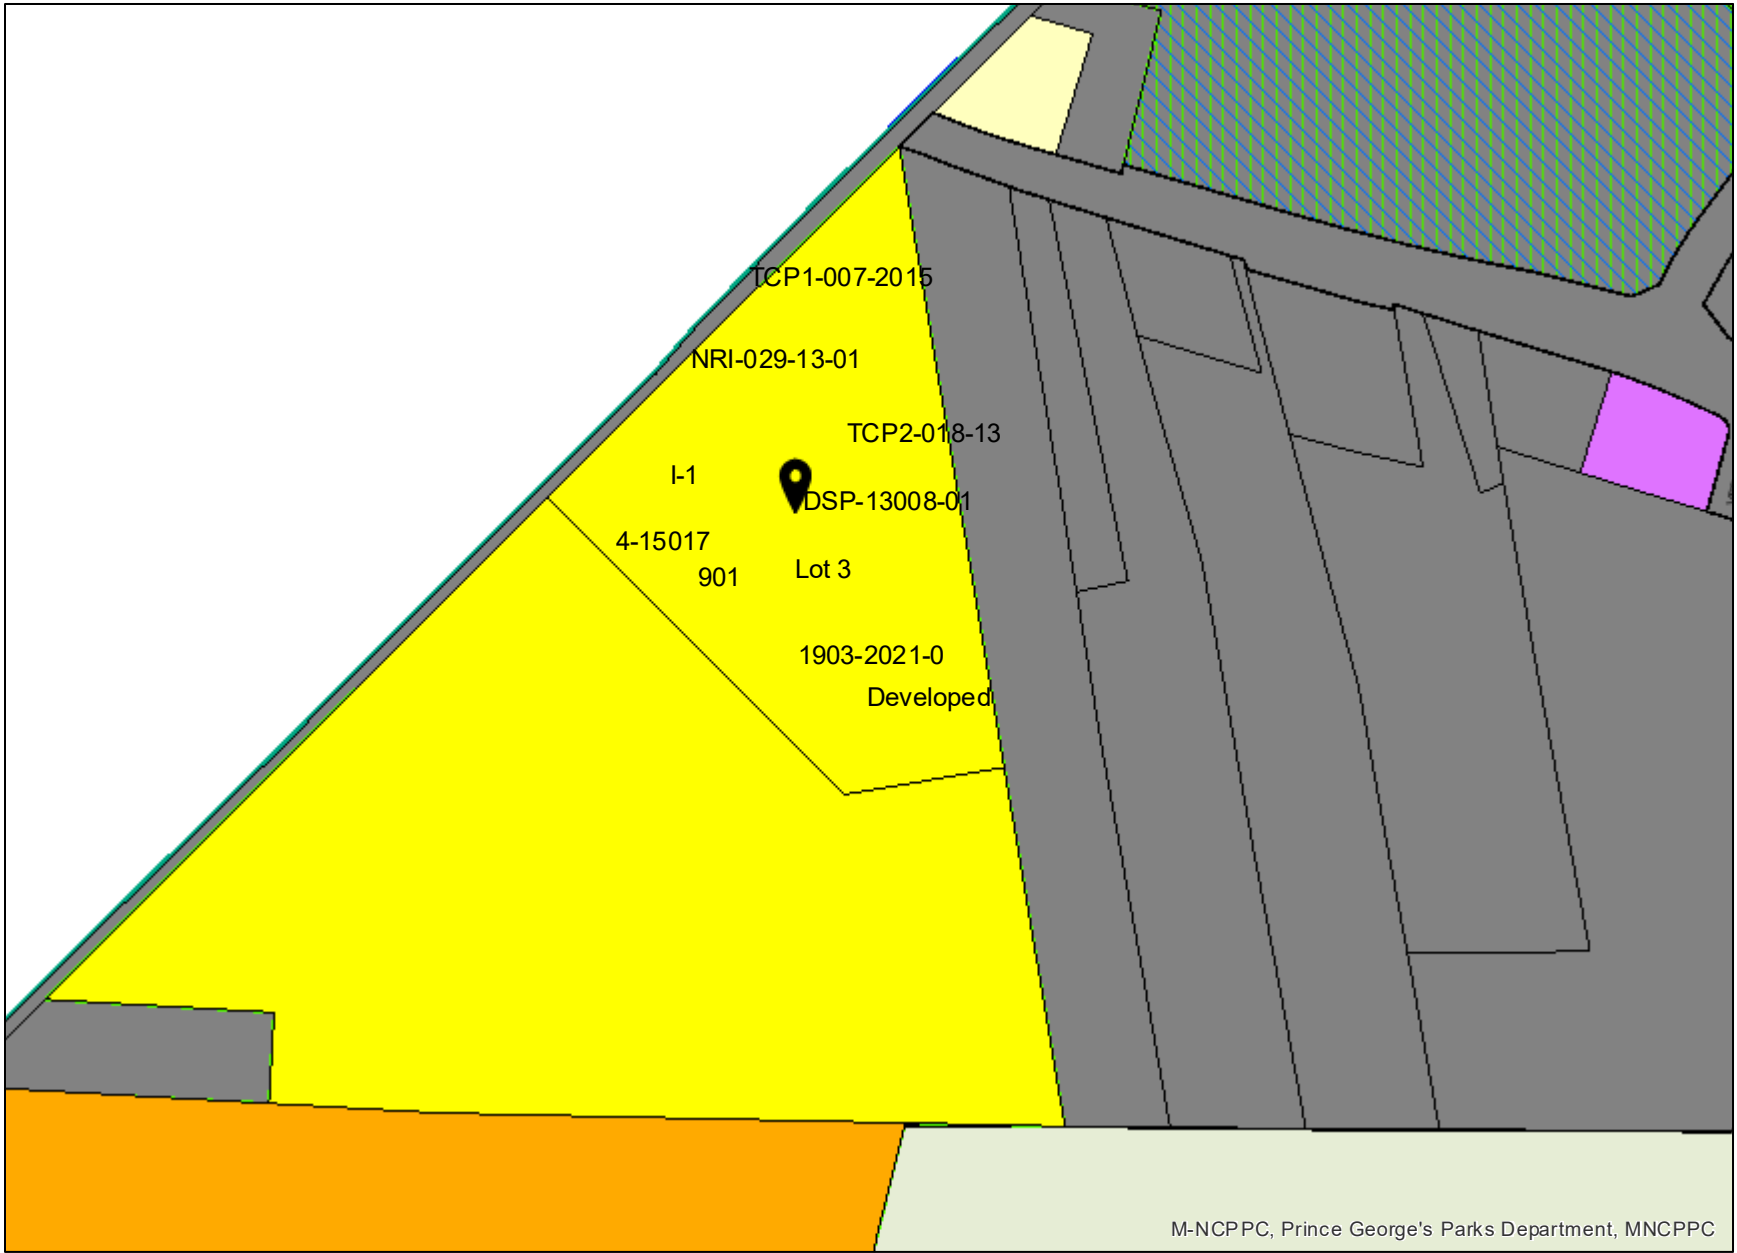 TCP1-007-2015
NRI-029-13-01
TCP2-018-13
I-1
DSP-13008-01
4-15017
Lot 3
901
1903-2021-0
Developed
M-NCPPC, Prince George's Parks Department, MNCPPC